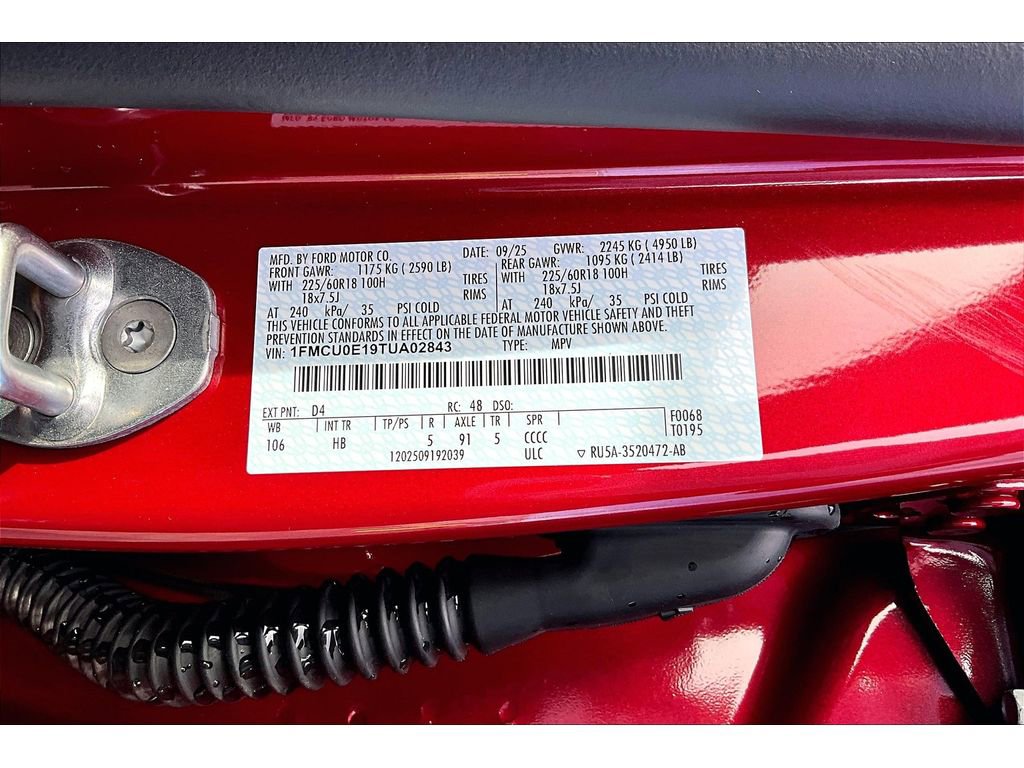 MFD. BY FORD MOTOR CO
MFD. BY FORD MOTOR CO. DATE: 09/25 GVWR: 2245 KG ( 4950 LB)
FRONT GAWR: 1175 KG ( 2590 LB) REAR GAWR: 1095 KG ( 2414 LB)
WITH 225/60R18 100H TIRES WITH 225/60R18 100H TIRES
18x7.5J RIMS 18x7.5J RIMS
AT 240 kPa/ 35 PSI COLD AT 240 kPa/ 35 PSI COLD
THIS VEHICLE CONFORMS TO ALL APPLICABLE FEDERAL MOTOR VEHICLE SAFETY AND THEFT
PREVENTION STANDARDS IN EFFECT ON THE DATE OF MANUFACTURE SHOWN ABOVE.
VIN: 1FMCU0E19TUA02843 TYPE: MPV
EXT PNT: D4 RC: 48 DSO:
WB INT TR TP/PS R AXLE TR SPR F0068
106 HB 5 91 5 CCCC T0195
1202509192039 ULC ▽ RU5A-3520472-AB